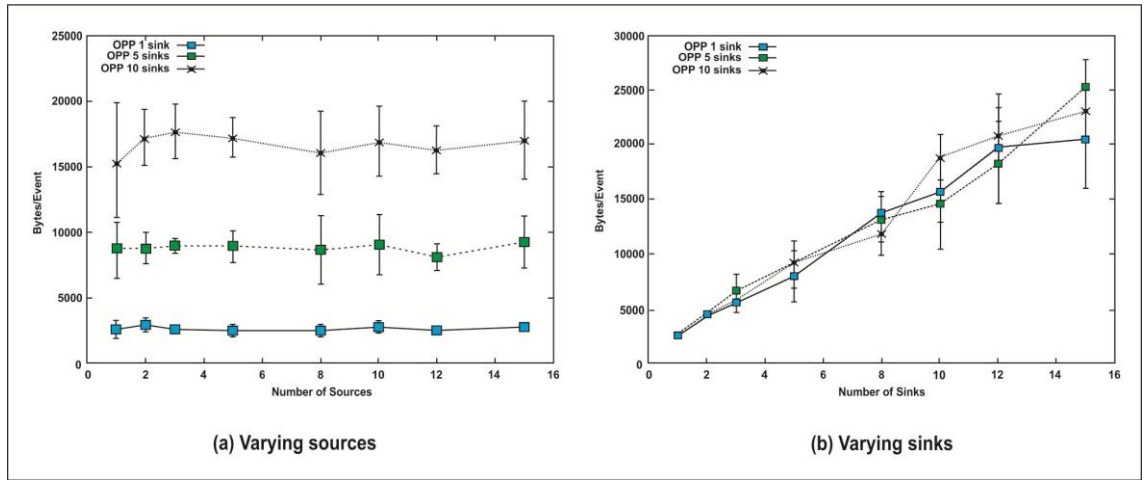 25000
20000
15000
10000
5000
0
Bytes/Event
OPP 1 sink
OPP 5 sinks
OPP 10 sinks
0 2 4 6 8 10 12 14 16
Number of Sources
(a) Varying sources
30000
25000
20000
15000
10000
5000
0
Bytes/Event
OPP 1 sink
OPP 5 sinks
OPP 10 sinks
0 2 4 6 8 10 12 14 16
Number of Sinks
(b) Varying sinks